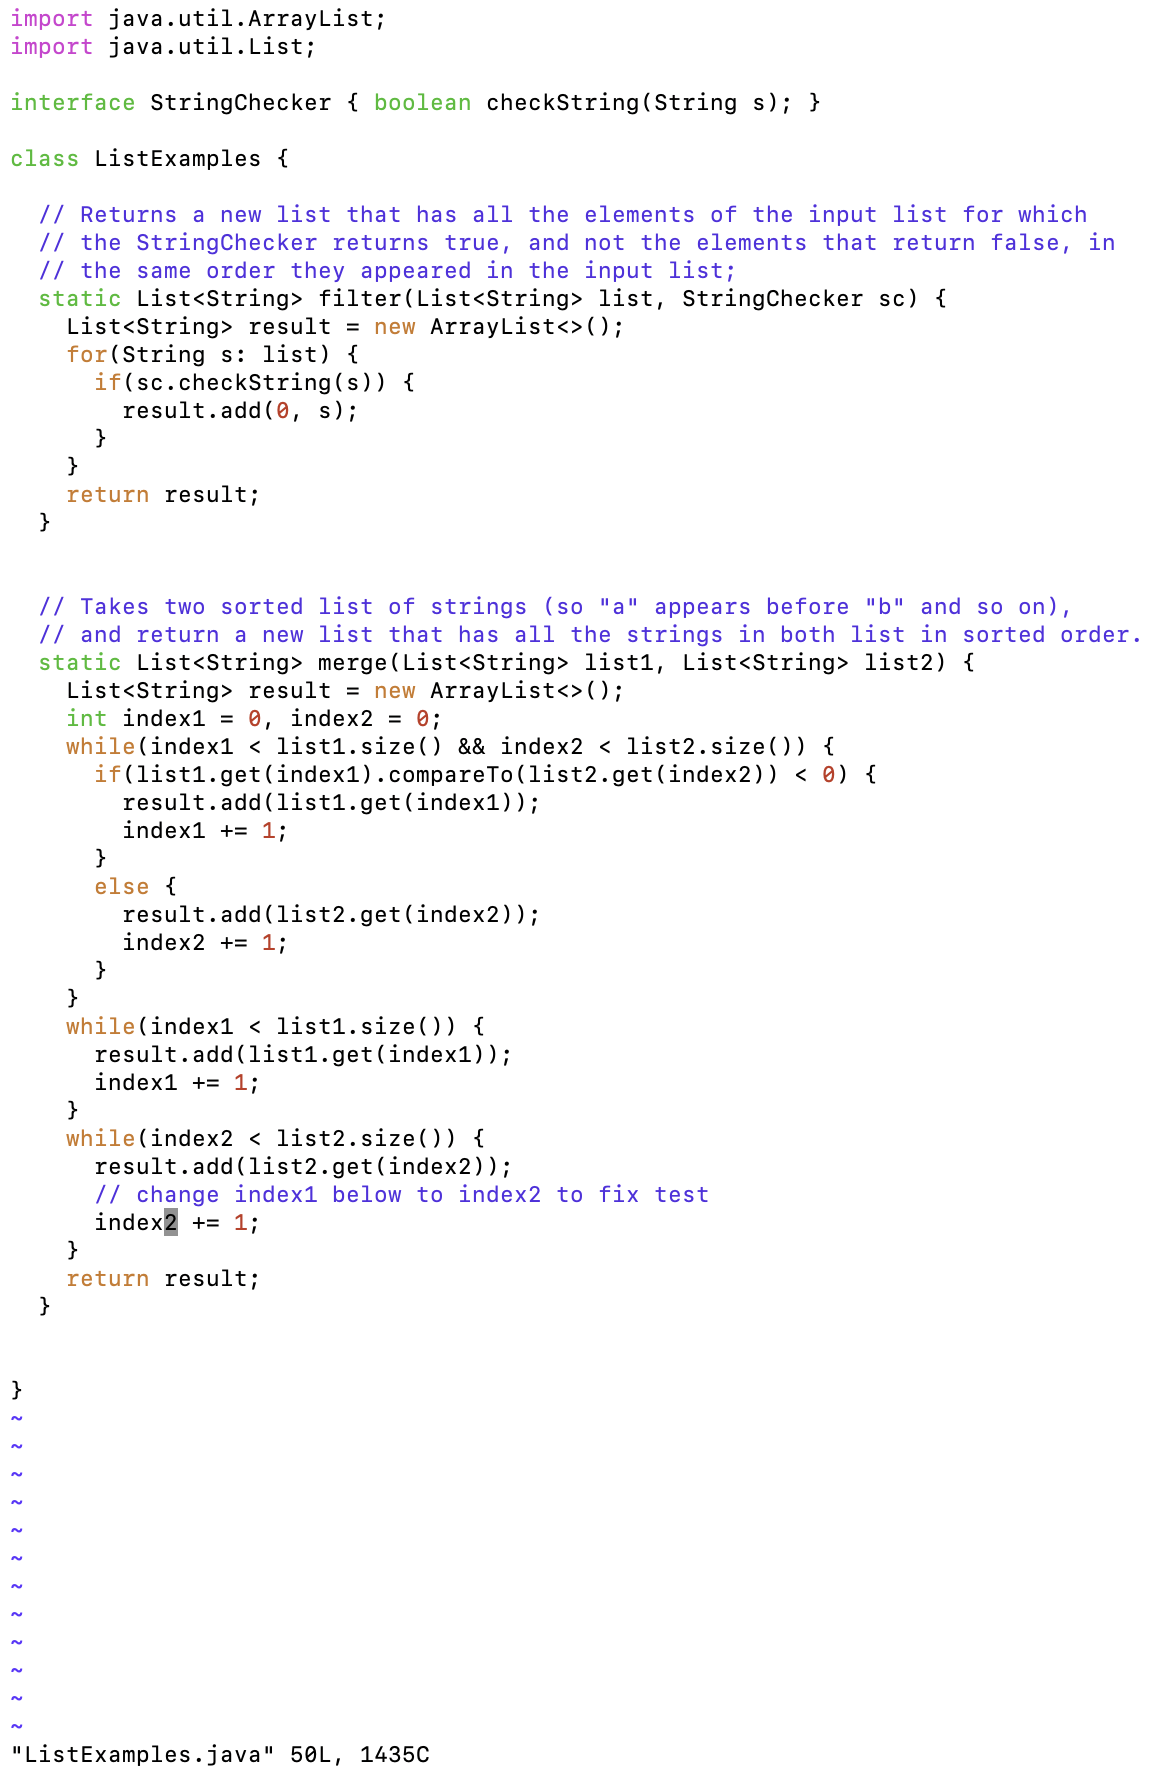 import java.util.ArrayList;
import java.util.List;

interface StringChecker { boolean checkString(String s); }

class ListExamples {

  // Returns a new list that has all the elements of the input list for which
  // the StringChecker returns true, and not the elements that return false, in
  // the same order they appeared in the input list;
  static List<String> filter(List<String> list, StringChecker sc) {
    List<String> result = new ArrayList<>();
    for(String s: list) {
      if(sc.checkString(s)) {
        result.add(0, s);
      }
    }
    return result;
  }


  // Takes two sorted list of strings (so "a" appears before "b" and so on),
  // and return a new list that has all the strings in both list in sorted order.
  static List<String> merge(List<String> list1, List<String> list2) {
    List<String> result = new ArrayList<>();
    int index1 = 0, index2 = 0;
    while(index1 < list1.size() && index2 < list2.size()) {
      if(list1.get(index1).compareTo(list2.get(index2)) < 0) {
        result.add(list1.get(index1));
        index1 += 1;
      }
      else {
        result.add(list2.get(index2));
        index2 += 1;
      }
    }
    while(index1 < list1.size()) {
      result.add(list1.get(index1));
      index1 += 1;
    }
    while(index2 < list2.size()) {
      result.add(list2.get(index2));
      // change index1 below to index2 to fix test
      index2 += 1;
    }
    return result;
  }


}
~
~
~
~
~
~
~
~
~
~
~
~
"ListExamples.java" 50L, 1435C